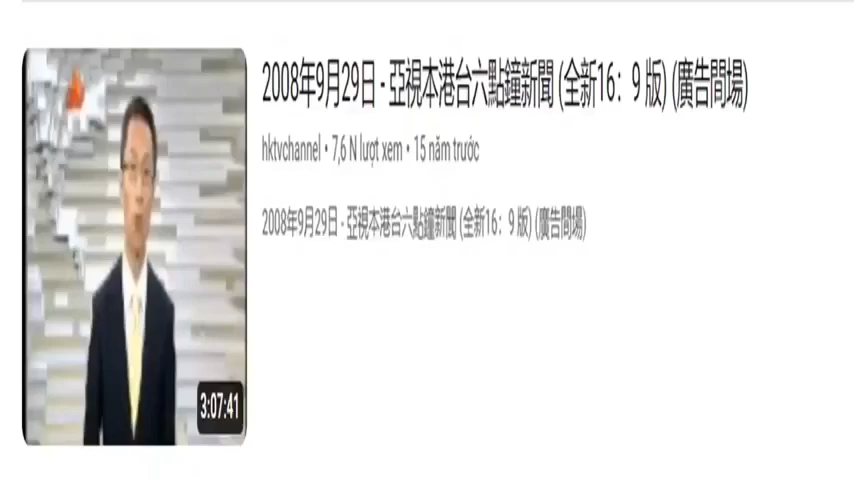 2008年9月29日 - 亞視本港台六點鐘新聞 (全新16：9 版) (廣告間場)
hktvchannel • 7,6 N lượt xem • 15 năm trước
2008年9月29日 - 亞視本港台六點鐘新聞 (全新16：9 版) (廣告間場)
3:07:41